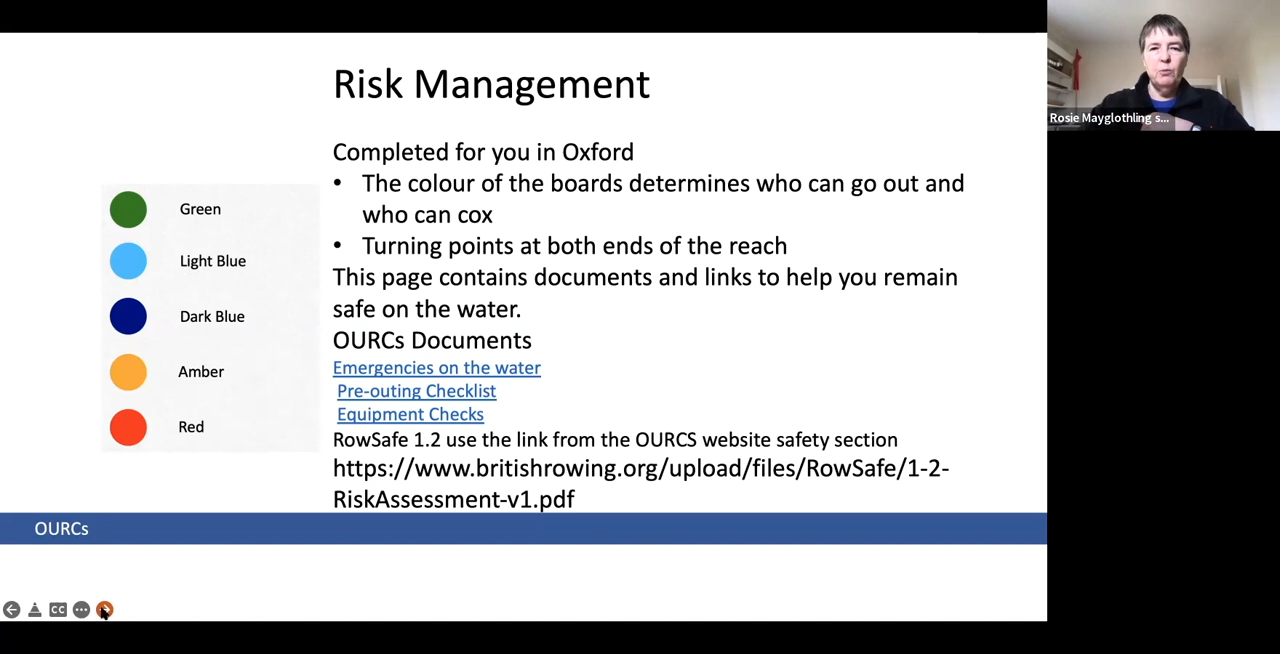 Risk Management
Completed for you in Oxford
• The colour of the boards determines who can go out and
who can cox
• Turning points at both ends of the reach
This page contains documents and links to help you remain
safe on the water.
OURCs Documents
Emergencies on the water
Pre-outing Checklist
Equipment Checks
RowSafe 1.2 use the link from the OURCS website safety section
https://www.britishrowing.org/upload/files/RowSafe/1-2-
RiskAssessment-v1.pdf
Green
Light Blue
Dark Blue
Amber
Red
OURCs
CC
Rosie Mayglothling s...